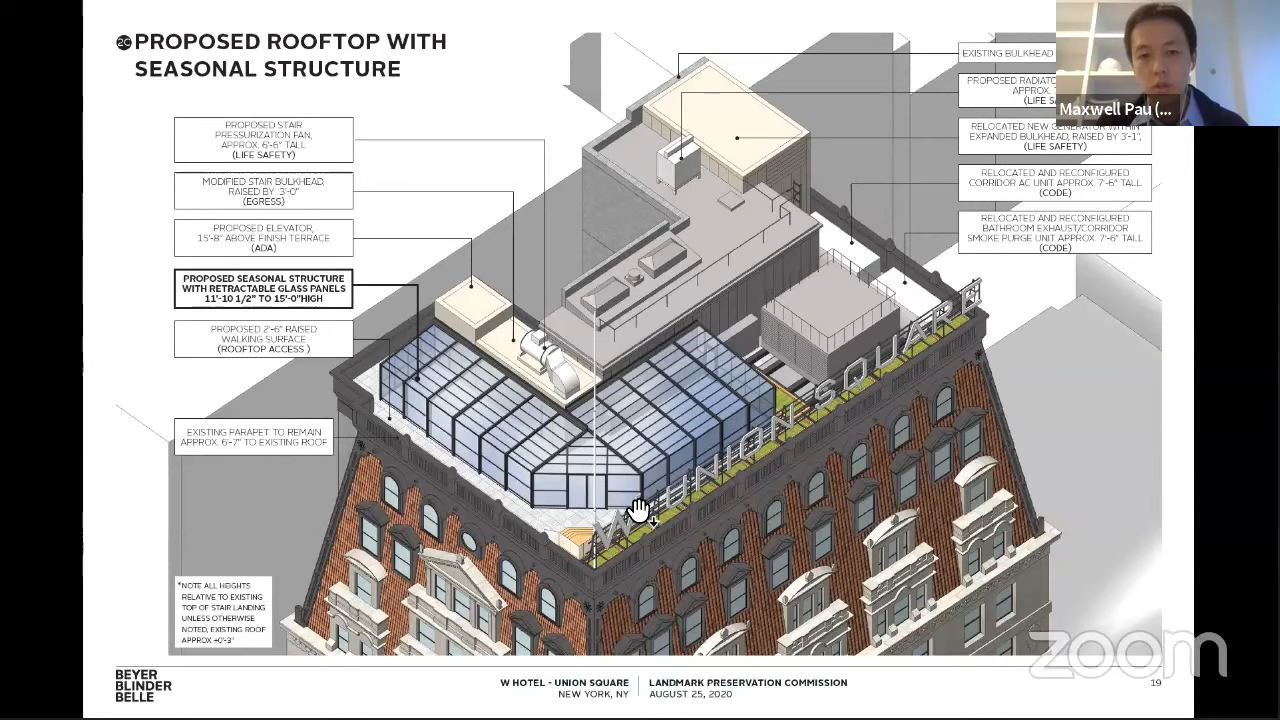 2C PROPOSED ROOFTOP WITH
SEASONAL STRUCTURE
PROPOSED STAIR
PRESSURIZATION FAN,
APPROX. 6'-6" TALL
(LIFE SAFETY)
MODIFIED STAIR BULKHEAD,
RAISED BY 3'-0"
(EGRESS)
PROPOSED ELEVATOR,
15'-8" ABOVE FINISH TERRACE
(ADA)
PROPOSED SEASONAL STRUCTURE
WITH RETRACTABLE GLASS PANELS
11'-10 1/2" TO 15'-0"HIGH
PROPOSED 2'-6" RAISED
WALKING SURFACE
(ROOFTOP ACCESS )
EXISTING PARAPET TO REMAIN
APPROX. 6'-7" TO EXISTING ROOF
*NOTE ALL HEIGHTS
RELATIVE TO EXISTING
TOP OF STAIR LANDING
UNLESS OTHERWISE
NOTED, EXISTING ROOF
APPROX +0'-3"
EXISTING BULKHEAD
PROPOSED
APPROX.
(LIFE
RELOCATED NEW GENERATOR WITHIN
EXPANDED BULKHEAD, RAISED BY 3'-1",
(LIFE SAFETY)
RELOCATED AND RECONFIGURED
CORRIDOR AC UNIT APPROX. 7'-6" TALL
(CODE)
RELOCATED AND RECONFIGURED
BATHROOM EXHAUST/CORRIDOR
SMOKE PURGE UNIT APPROX. 7'-6" TALL
(CODE)
Maxwell Pau (...
W UNION SQUARE
BEYER
BLINDER
BELLE
W HOTEL - UNION SQUARE
NEW YORK, NY
LANDMARK PRESERVATION COMMISSION
AUGUST 25, 2020
19
zoom